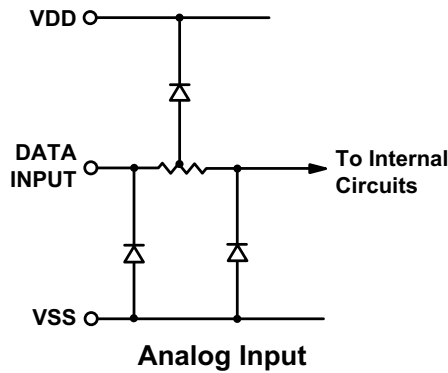 VDD
DATA
INPUT
To Internal
Circuits
VSS
Analog Input